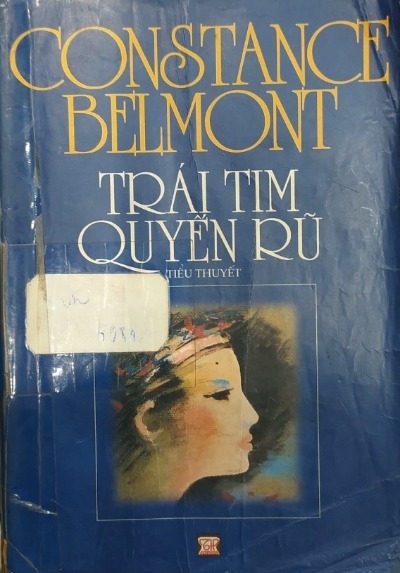 CONSTANCE
BELMONT
TRÁI TIM
QUYẾN RŨ
TIỂU THUYẾT